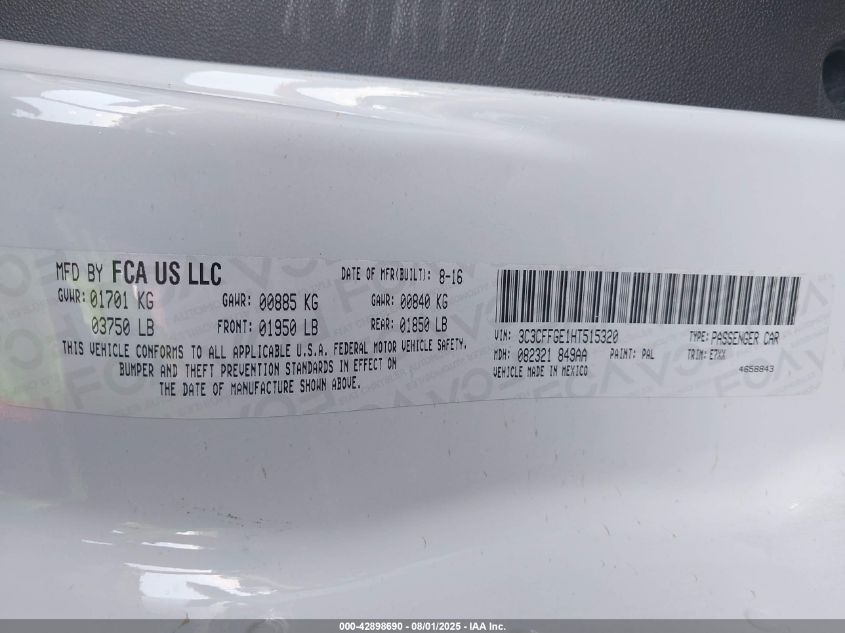 MFD BY FCA US LLC DATE OF MFR(BUILT): 8-16
GVWR: 01701 KG GAWR: 00885 KG GAWR: 00840 KG
03750 LB FRONT: 01950 LB REAR: 01850 LB
THIS VEHICLE CONFORMS TO ALL APPLICABLE U.S.A. FEDERAL MOTOR VEHICLE SAFETY,
BUMPER AND THEFT PREVENTION STANDARDS IN EFFECT ON
THE DATE OF MANUFACTURE SHOWN ABOVE.
VIN: 3C3CFFGE1HT515320 TYPE: PASSENGER CAR
MDH: 082321 849AA PAINT: PAL TRIM: E7XX
VEHICLE MADE IN MEXICO 4658843
000-42898690 - 08/01/2025 - IAA Inc.